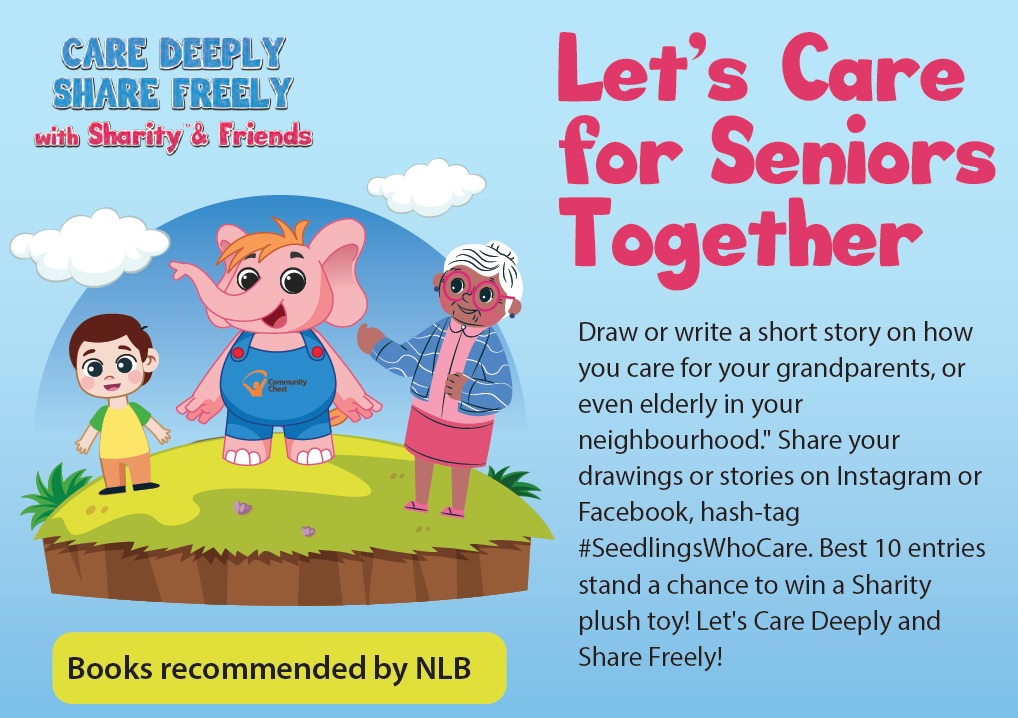 CARE DEEPLY
SHARE FREELY
with Sharity™ & Friends
Let's Care
for Seniors
Together
Community
Chest
Draw or write a short story on how
you care for your grandparents, or
even elderly in your
neighbourhood." Share your
drawings or stories on Instagram or
Facebook, hash-tag
#SeedlingsWhoCare. Best 10 entries
stand a chance to win a Sharity
plush toy! Let's Care Deeply and
Share Freely!
Books recommended by NLB